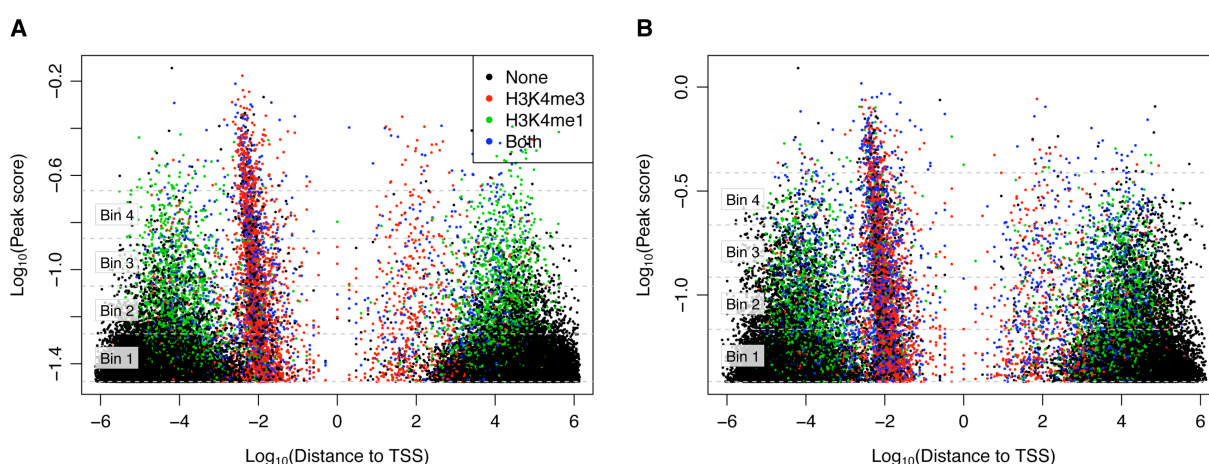 A
Log10(Peak score)
−0.2
−0.6
−1.0
−1.4
Bin 4
Bin 3
Bin 2
Bin 1
None
H3K4me3
H3K4me1
Both
−6 −4 −2 0 2 4 6
Log10(Distance to TSS)
B
Log10(Peak score)
0.0
−0.5
−1.0
Bin 4
Bin 3
Bin 2
Bin 1
−6 −4 −2 0 2 4 6
Log10(Distance to TSS)